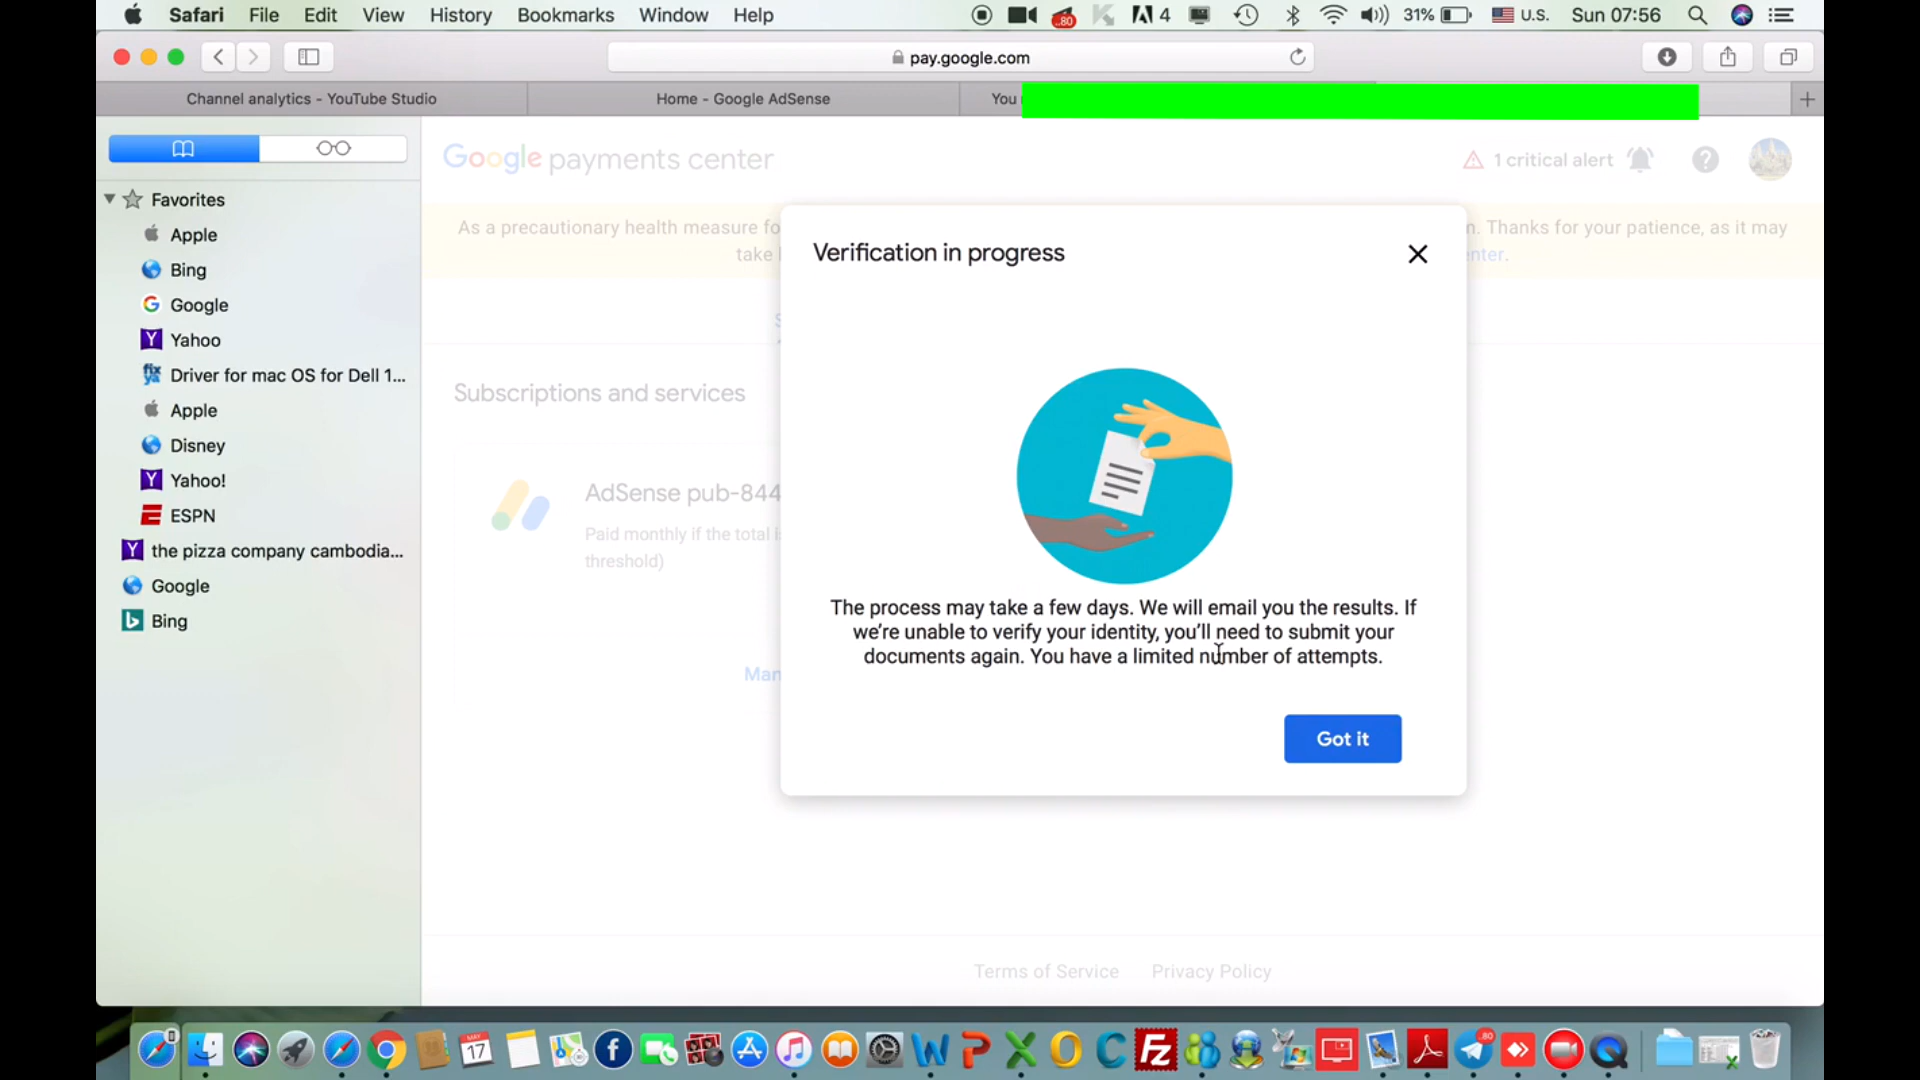 Safari File Edit View History Bookmarks Window Help 4 31% U.S. Sun 07:56
pay.google.com
Channel analytics - YouTube Studio Home - Google AdSense You
Google payments center 1 critical alert
Favorites
Apple
Bing
Google
Yahoo
Driver for mac OS for Dell 1...
Apple
Disney
Yahoo!
ESPN
the pizza company cambodia...
Google
Bing
As a precautionary health measure fo n. Thanks for your patience, as it may
take enter.
Verification in progress
Subscriptions and services
AdSense pub-844
Paid monthly if the total is
threshold)
The process may take a few days. We will email you the results. If
we're unable to verify your identity, you'll need to submit your
documents again. You have a limited number of attempts.
Man
Got it
Terms of Service Privacy Policy